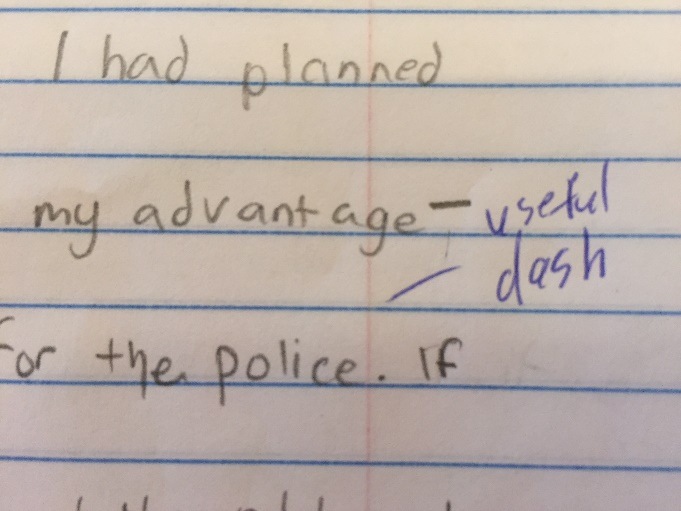 I had planned
my advantage — useful
dash
for the police. If